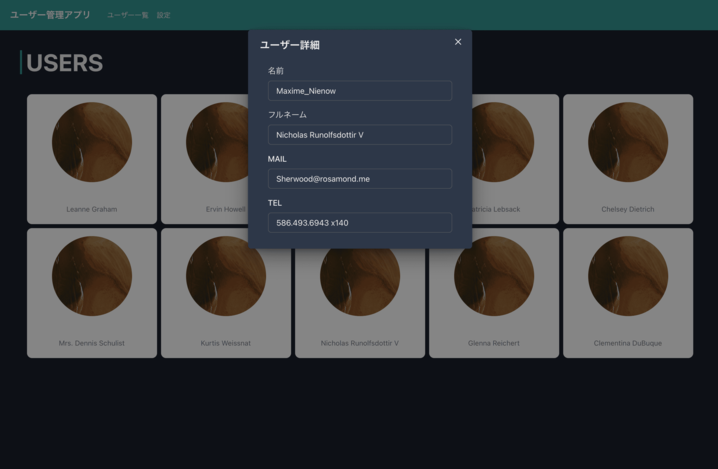 ユーザー管理アプリ ユーザー一覧 設定
USERS
ユーザー詳細
名前
Maxime_Nienow
フルネーム
Nicholas Runolfsdottir V
MAIL
Sherwood@rosamond.me
TEL
586.493.6943 x140
Leanne Graham
Ervin Howell
Lebsack
Chelsey Dietrich
Mrs. Dennis Schulist
Kurtis Weissnat
Nicholas Runolfsdottir V
Glenna Reichert
Clementina DuBuque